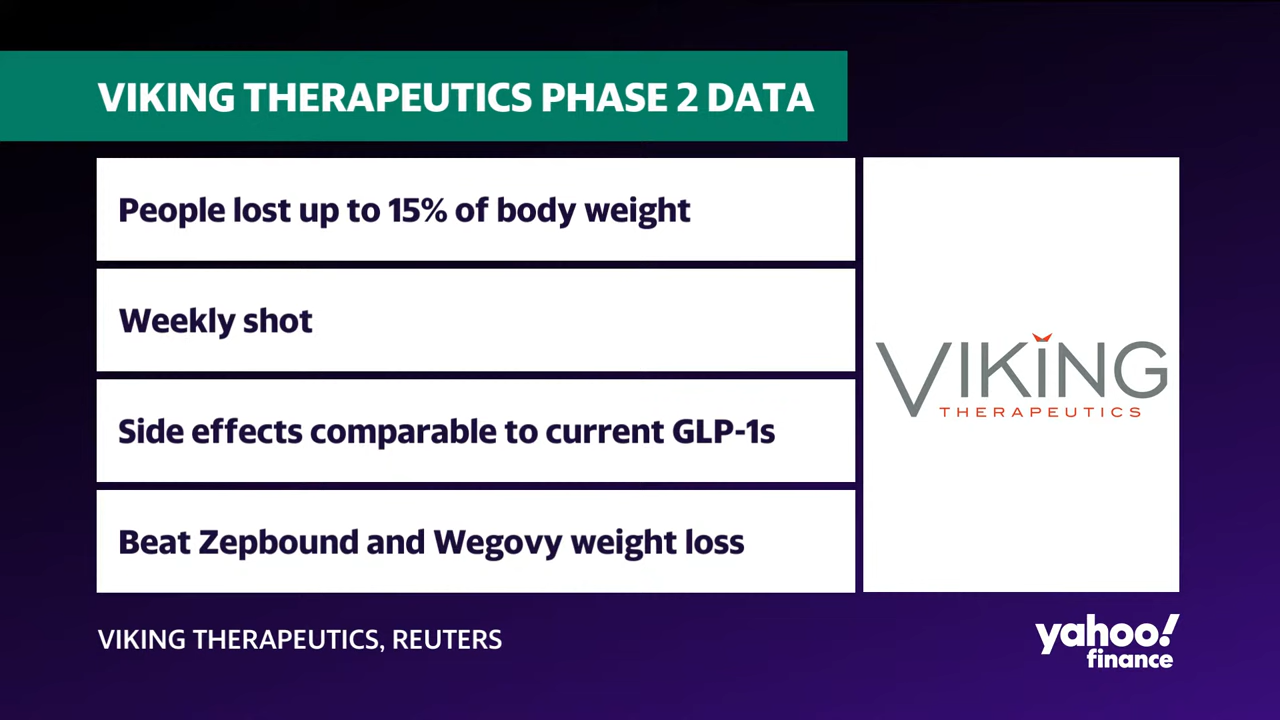 VIKING THERAPEUTICS PHASE 2 DATA
People lost up to 15% of body weight
Weekly shot
Side effects comparable to current GLP-1s
Beat Zepbound and Wegovy weight loss
VIKING
THERAPEUTICS
VIKING THERAPEUTICS, REUTERS
yahoo!
finance